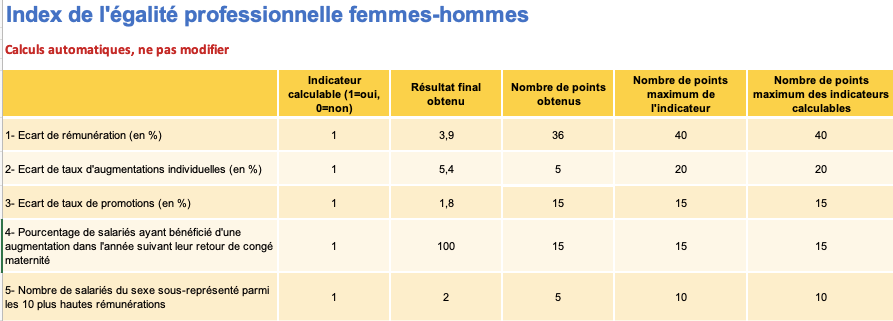 Index de l'égalité professionnelle femmes-hommes
Calculs automatiques, ne pas modifier
Indicateur calculable (1=oui, 0=non) Résultat final obtenu Nombre de points obtenus Nombre de points maximum de l'indicateur Nombre de points maximum des indicateurs calculables
1- Ecart de rémunération (en %) 1 3,9 36 40 40
2- Ecart de taux d'augmentations individuelles (en %) 1 5,4 5 20 20
3- Ecart de taux de promotions (en %) 1 1,8 15 15 15
4- Pourcentage de salariés ayant bénéficié d'une
augmentation dans l'année suivant leur retour de congé 1 100 15 15 15
maternité
5- Nombre de salariés du sexe sous-représenté parmi
les 10 plus hautes rémunérations 1 2 5 10 10